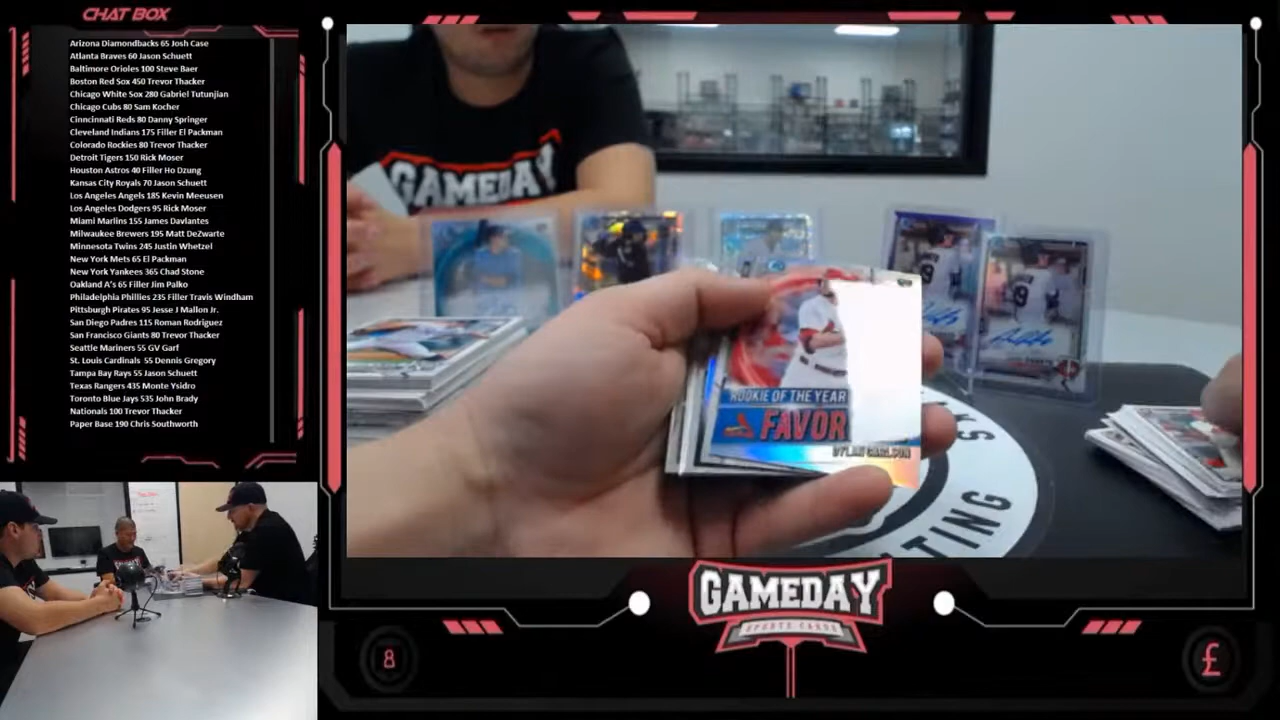 CHAT BOX
Arizona Diamondbacks 65 Josh Case
Atlanta Braves 60 Jason Schuett
Baltimore Orioles 100 Steve Baer
Boston Red Sox 450 Trevor Thacker
Chicago White Sox 280 Gabriel Tutunjian
Chicago Cubs 80 Sam Kocher
Cinncinnati Reds 80 Danny Springer
Cleveland Indians 175 Filler El Packman
Colorado Rockies 80 Trevor Thacker
Detroit Tigers 150 Rick Moser
Houston Astros 40 Filler Ho Dzung
Kansas City Royals 70 Jason Schuett
Los Angeles Angels 185 Kevin Meeusen
Los Angeles Dodgers 95 Rick Moser
Miami Marlins 155 James Davlantes
Milwaukee Brewers 195 Matt DeZwarte
Minnesota Twins 245 Justin Whetzel
New York Mets 65 El Packman
New York Yankees 365 Chad Stone
Oakland A's 65 Filler Jim Palko
Philadelphia Phillies 235 Filler Travis Windham
Pittsburgh Pirates 95 Jesse J Mallon Jr.
San Diego Padres 115 Roman Rodriguez
San Francisco Giants 80 Trevor Thacker
Seattle Mariners 55 GV Garf
St. Louis Cardinals 55 Dennis Gregory
Tampa Bay Rays 55 Jason Schuett
Texas Rangers 435 Monte Ysidro
Toronto Blue Jays 535 John Brady
Nationals 100 Trevor Thacker
Paper Base 190 Chris Southworth
GAMEDAY
ROOKIE OF THE YEAR
FAVOR
DYLAN CARLSON
KS
TING
GAMEDAY
SPORTS CARDS
8
£